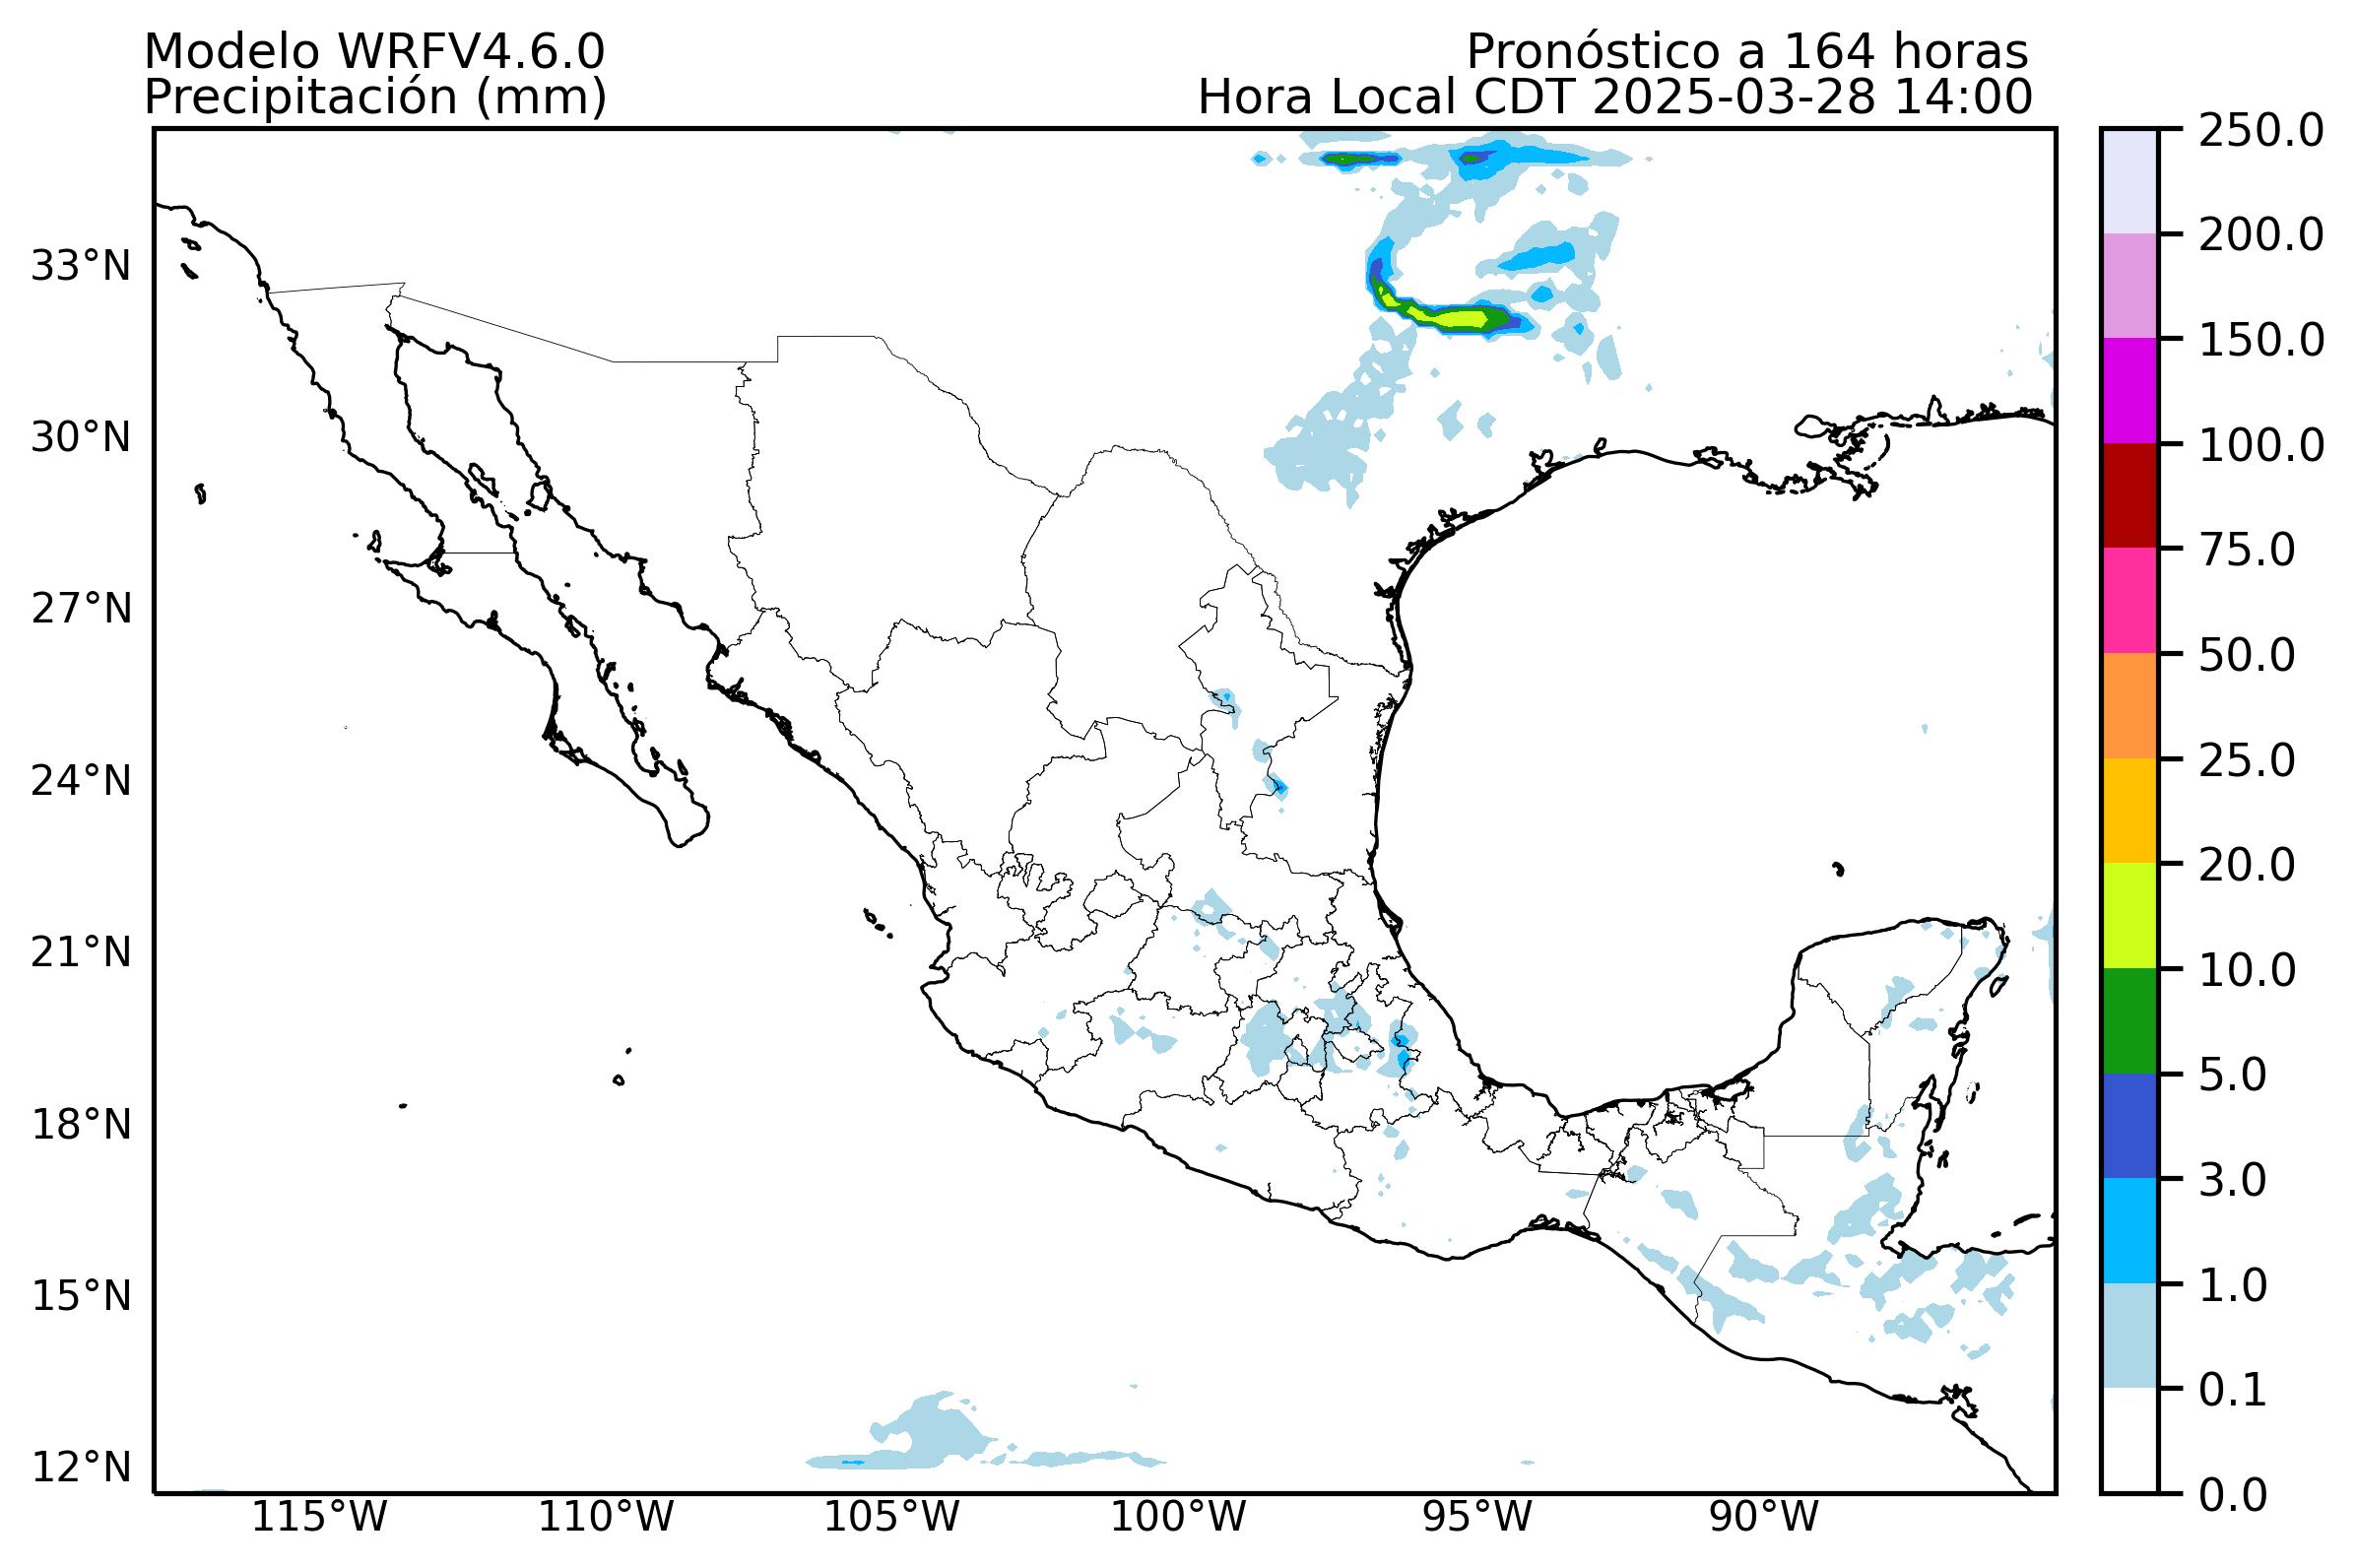 Modelo WRFV4.6.0
Pronóstico a 164 horas
Precipitación (mm)
Hora Local CDT 2025-03-28 14:00
250.0
200.0
150.0
100.0
75.0
50.0
25.0
20.0
10.0
5.0
3.0
1.0
0.1
0.0
33°N
30°N
27°N
24°N
21°N
18°N
15°N
12°N
115°W
110°W
105°W
100°W
95°W
90°W